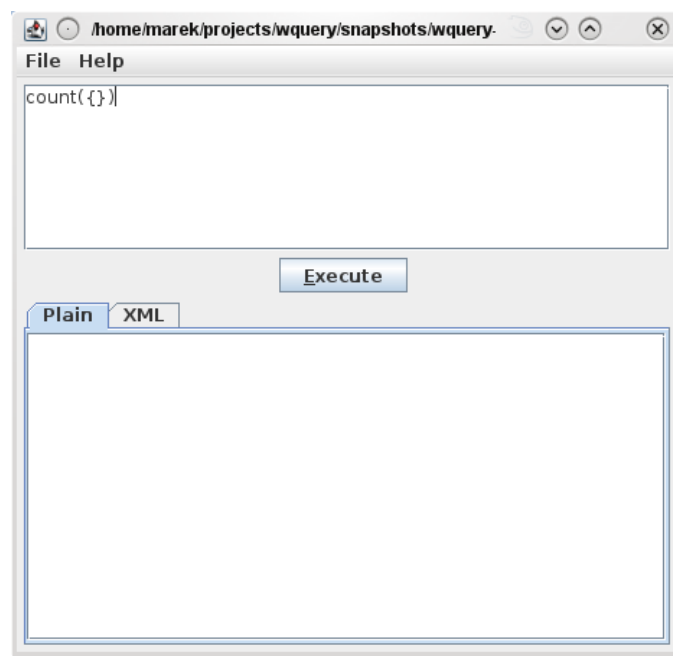 /home/marek/projects/wquery/snapshots/wquery-
File Help
count({})
Execute
Plain XML